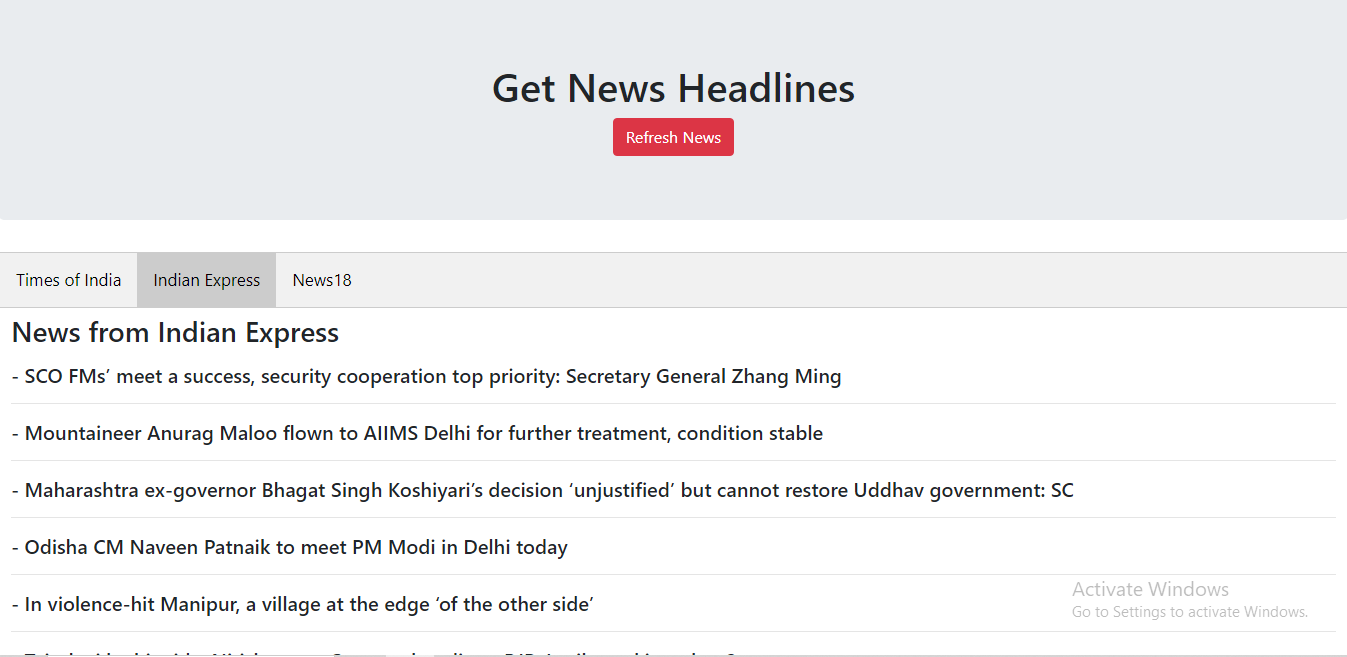 Get News Headlines
Refresh News
Times of India
Indian Express
News18
News from Indian Express
- SCO FMs’ meet a success, security cooperation top priority: Secretary General Zhang Ming
- Mountaineer Anurag Maloo flown to AIIMS Delhi for further treatment, condition stable
- Maharashtra ex-governor Bhagat Singh Koshiyari’s decision ‘unjustified’ but cannot restore Uddhav government: SC
- Odisha CM Naveen Patnaik to meet PM Modi in Delhi today
- In violence-hit Manipur, a village at the edge ‘of the other side’
Activate Windows
Go to Settings to activate Windows.